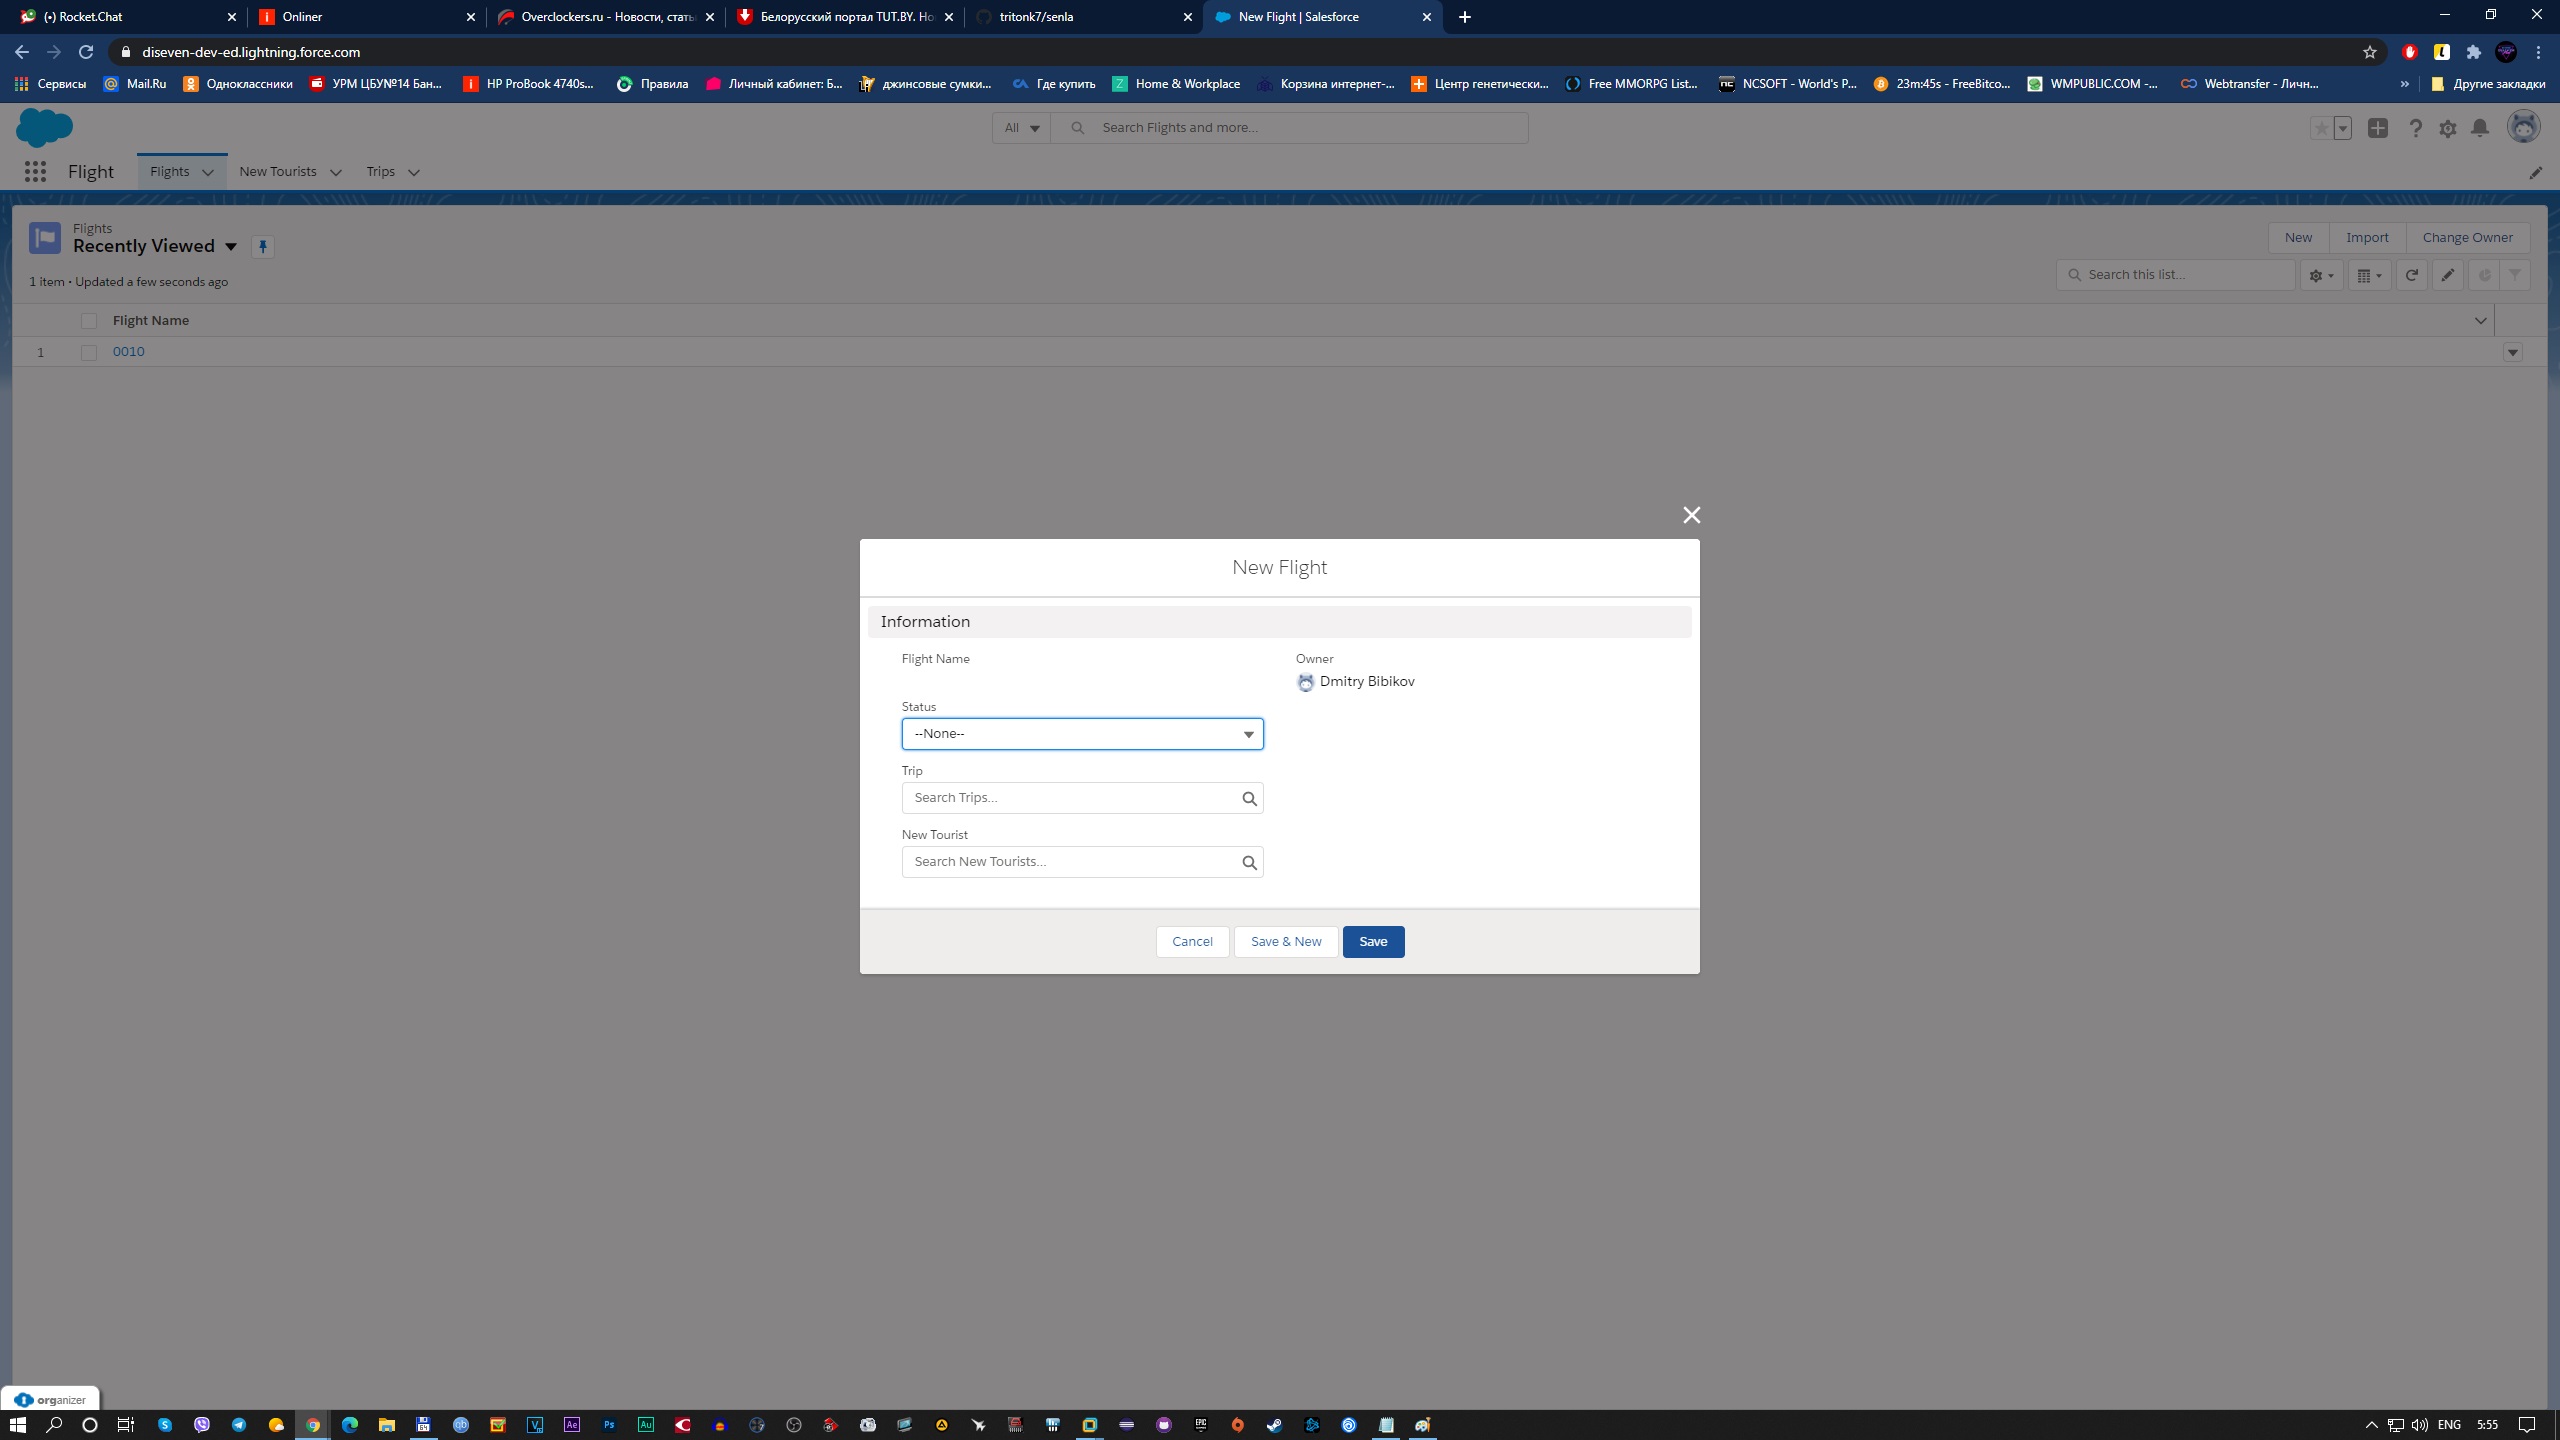 (•) Rocket.Chat
Onliner
Overclockers.ru - Новости, стать
Белорусский портал TUT.BY. Но
tritonk7/senla
New Flight | Salesforce
diseven-dev-ed.lightning.force.com
Сервисы
Mail.Ru
Одноклассники
УРМ ЦБУ№14 Бан...
HP ProBook 4740s...
Правила
Личный кабинет: Б...
джинсовые сумки...
Где купить
Home & Workplace
Корзина интернет-...
Центр генетически...
Free MMORPG List...
NCSOFT - World's P...
23m:45s - FreeBitco...
WMPUBLIC.COM -...
Webtransfer - Личн...
»
Другие закладки
All
Search Flights and more...
Flight
Flights
New Tourists
Trips
Flights
Recently Viewed
New
Import
Change Owner
1 item • Updated a few seconds ago
Search this list...
Flight Name
1
0010
New Flight
Information
Flight Name
Owner
Dmitry Bibikov
Status
--None--
Trip
Search Trips...
New Tourist
Search New Tourists...
Cancel
Save & New
Save
organizer
ENG
5:55